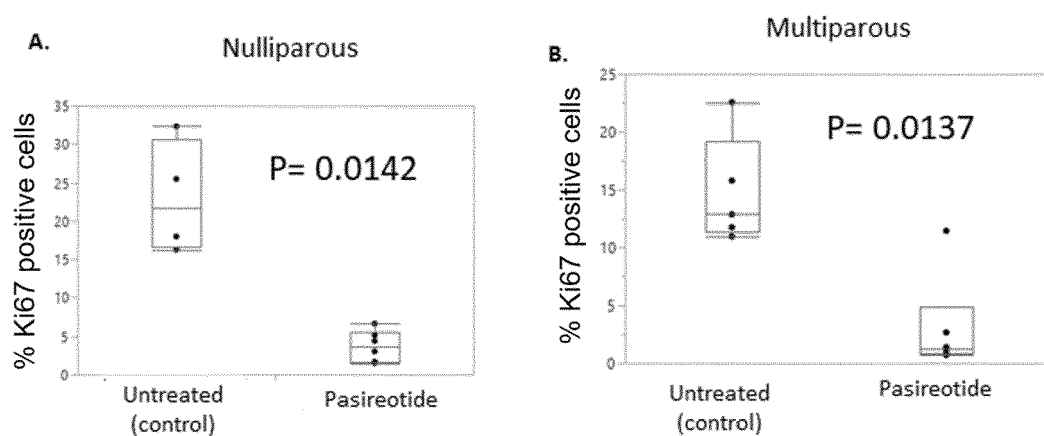 A.
Nulliparous
% Ki67 positive cells
35
30
25
20
15
10
5
0
P= 0.0142
Untreated
(control)
Pasireotide
B.
Multiparous
% Ki67 positive cells
25
20
15
10
5
0
P= 0.0137
Untreated
(control)
Pasireotide